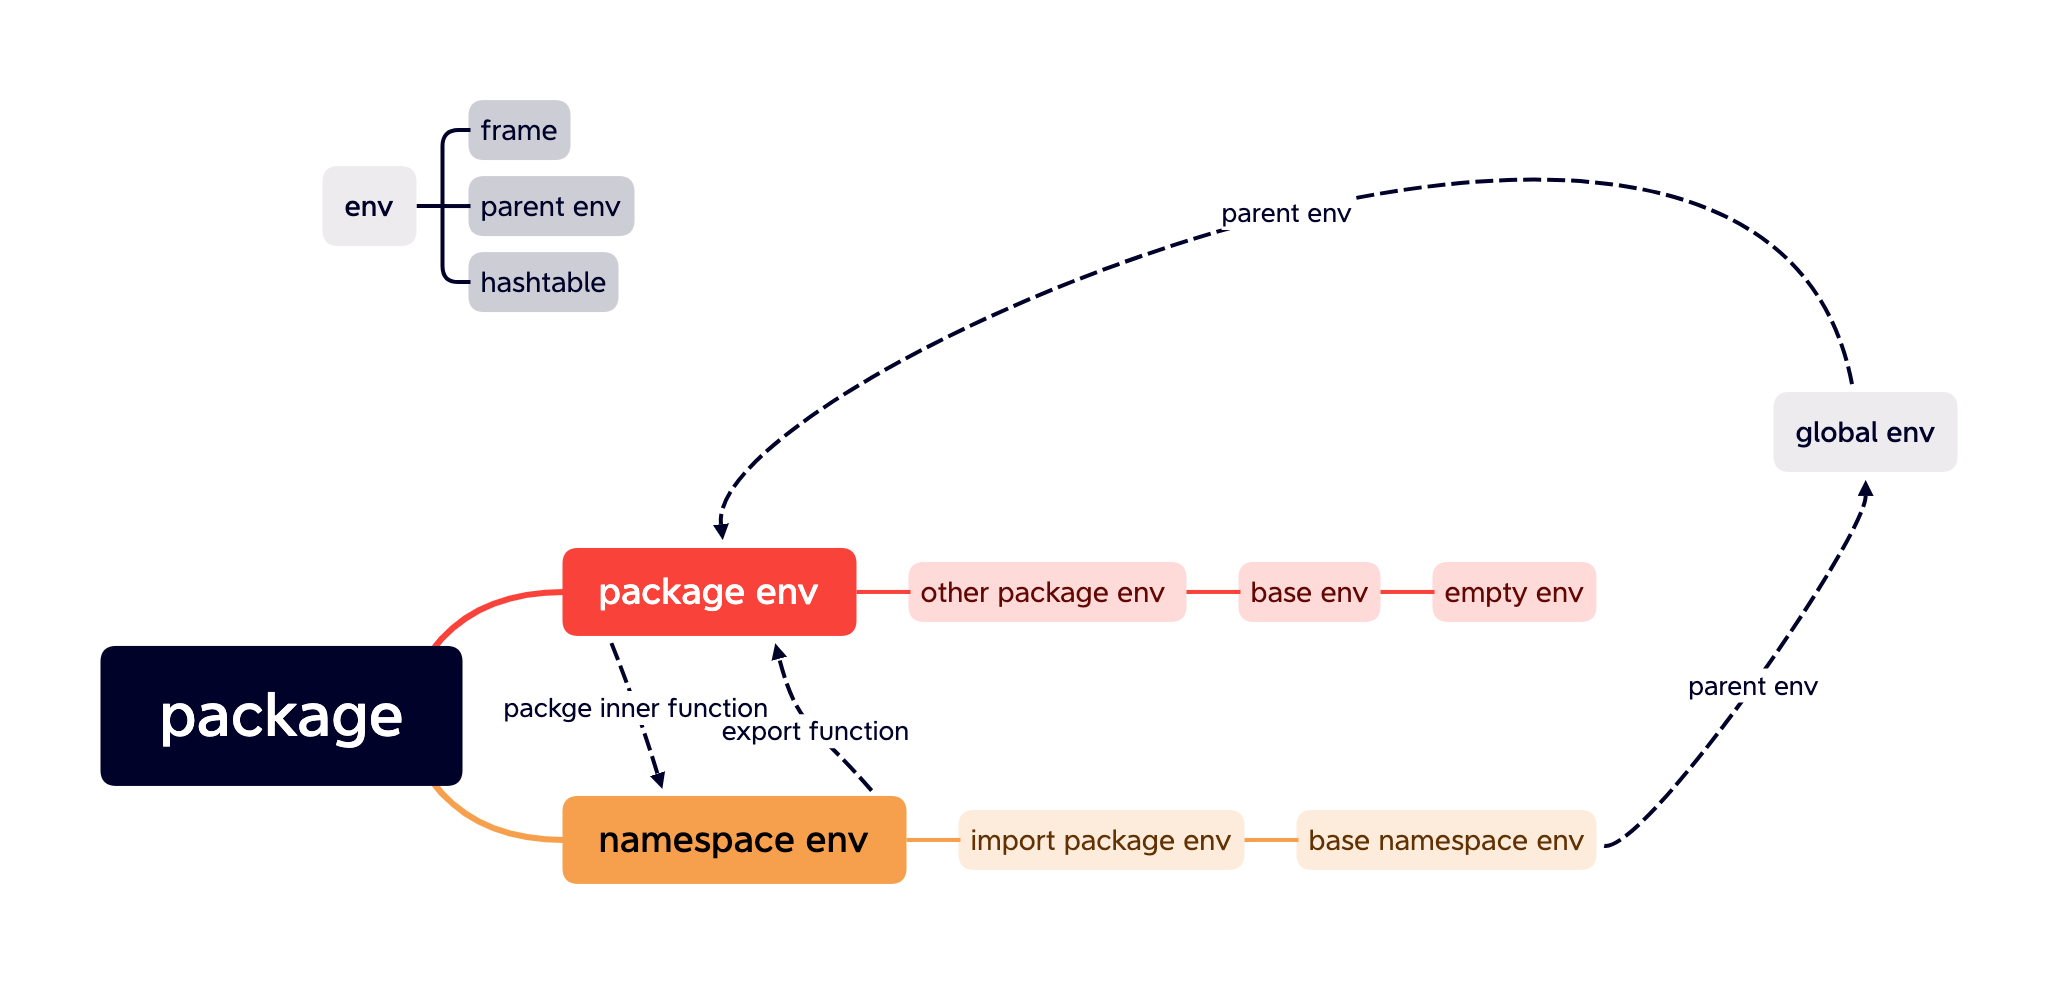 frame
env
parent env
hashtable
parent env
global env
package env
other package env
base env
empty env
package
packge inner function
export function
parent env
namespace env
import package env
base namespace env